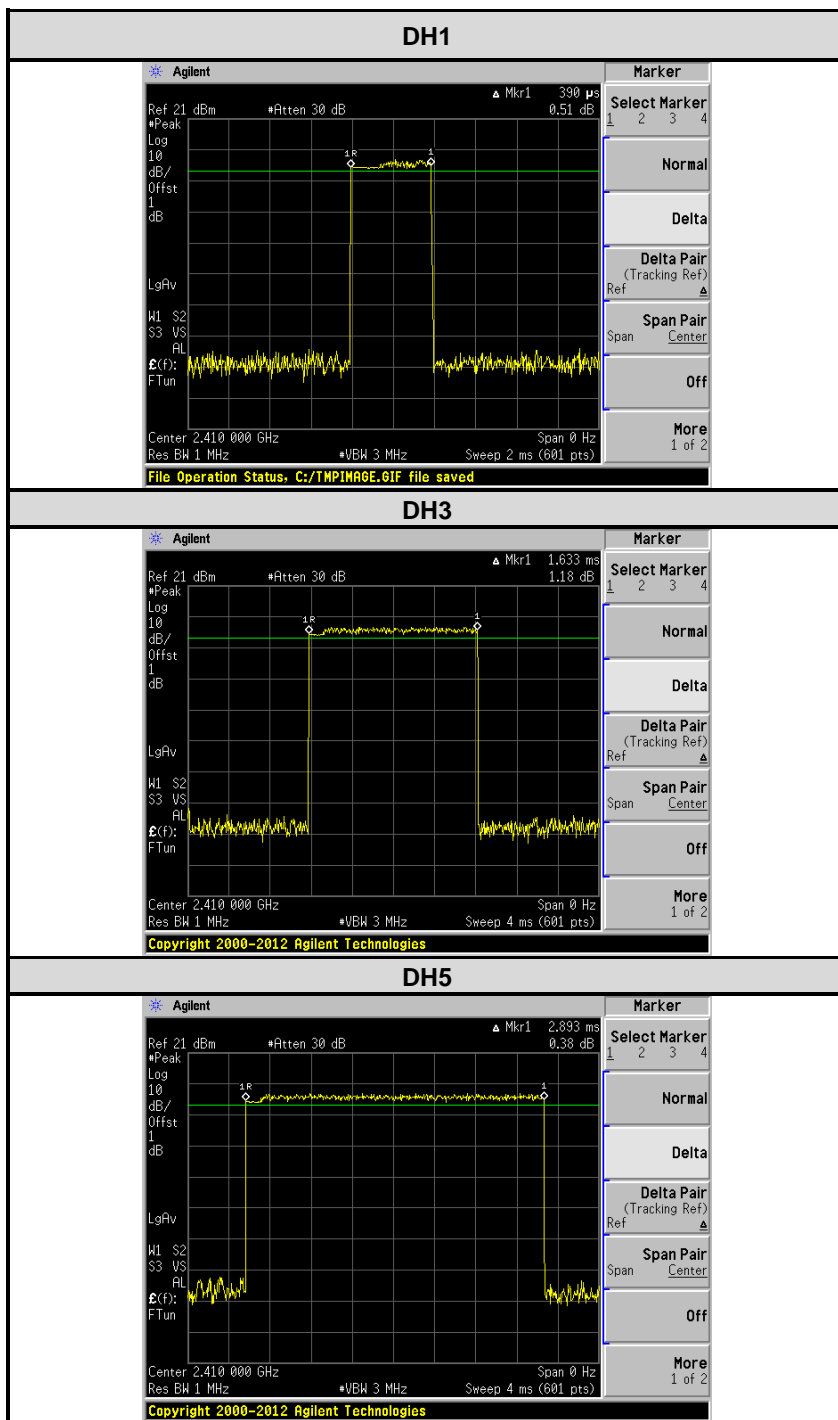 DH1
Agilent
Marker
Δ Mkr1 390 µs
Ref 21 dBm #Atten 30 dB 0.51 dB
#Peak
Log
10
dB/
Offst
1
dB
LgAv
W1 S2
S3 VS
AL
£(f):
FTun
1R 1
Center 2.410 000 GHz Span 0 Hz
Res BW 1 MHz #VBW 3 MHz Sweep 2 ms (601 pts)
File Operation Status, C:/TMPIMAGE.GIF file saved
Select Marker
1 2 3 4
Normal
Delta
Delta Pair
(Tracking Ref)
Ref Δ
Span Pair
Span Center
Off
More
1 of 2
DH3
Agilent
Marker
Δ Mkr1 1.633 ms
Ref 21 dBm #Atten 30 dB 1.18 dB
#Peak
Log
10
dB/
Offst
1
dB
LgAv
W1 S2
S3 VS
AL
£(f):
FTun
1R 1
Center 2.410 000 GHz Span 0 Hz
Res BW 1 MHz #VBW 3 MHz Sweep 4 ms (601 pts)
Copyright 2000-2012 Agilent Technologies
Select Marker
1 2 3 4
Normal
Delta
Delta Pair
(Tracking Ref)
Ref Δ
Span Pair
Span Center
Off
More
1 of 2
DH5
Agilent
Marker
Δ Mkr1 2.893 ms
Ref 21 dBm #Atten 30 dB 0.38 dB
#Peak
Log
10
dB/
Offst
1
dB
LgAv
W1 S2
S3 VS
AL
£(f):
FTun
1R 1
Center 2.410 000 GHz Span 0 Hz
Res BW 1 MHz #VBW 3 MHz Sweep 4 ms (601 pts)
Copyright 2000-2012 Agilent Technologies
Select Marker
1 2 3 4
Normal
Delta
Delta Pair
(Tracking Ref)
Ref Δ
Span Pair
Span Center
Off
More
1 of 2